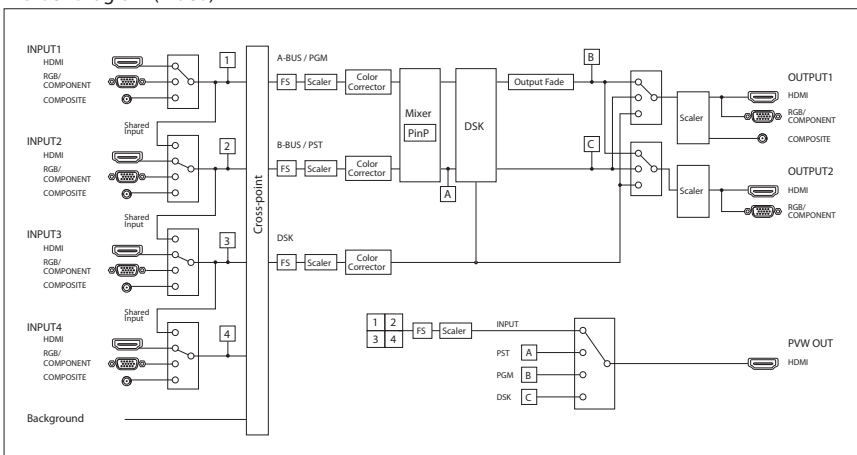 INPUT1
HDMI
RGB/
COMPONENT
COMPOSITE
Shared
Input
INPUT2
HDMI
RGB/
COMPONENT
COMPOSITE
Shared
Input
INPUT3
HDMI
RGB/
COMPONENT
COMPOSITE
Shared
Input
INPUT4
HDMI
RGB/
COMPONENT
COMPOSITE
Background
1
2
3
4
Cross-point
A-BUS / PGM
FS
Scaler
Color
Corrector
B-BUS / PST
FS
Scaler
Color
Corrector
DSK
FS
Scaler
Color
Corrector
Mixer
PinP
A
DSK
Output Fade
B
C
Scaler
Scaler
OUTPUT1
HDMI
RGB/
COMPONENT
COMPOSITE
OUTPUT2
HDMI
RGB/
COMPONENT
1 2
3 4
FS
Scaler
INPUT
PST A
PGM B
DSK C
PVW OUT
HDMI